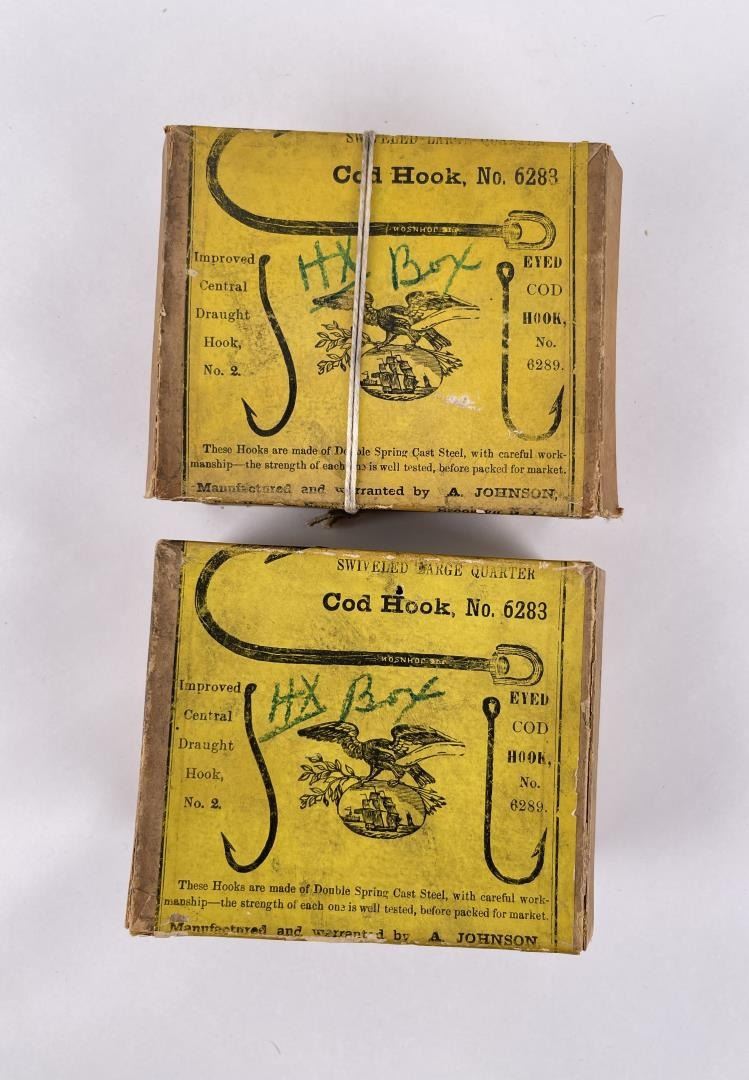 SWIVELED LARGE QUARTER
Cod Hook, No. 6283
JOHNSON
HX Box
Improved
Central
Draught
Hook,
No. 2.
EYED
COD
HOOK,
No.
6289.
These Hooks are made of Double Spring Cast Steel, with careful work-
manship—the strength of each one is well tested, before packed for market.
Manufactured and warranted by A. JOHNSON,
SWIVELED LARGE QUARTER
Cod Hook, No. 6283
JOHNSON
HX Box
Improved
Central
Draught
Hook,
No. 2.
EYED
COD
HOOK,
No.
6289.
These Hooks are made of Double Spring Cast Steel, with careful work-
manship—the strength of each one is well tested, before packed for market.
Manufactured and warranted by A. JOHNSON